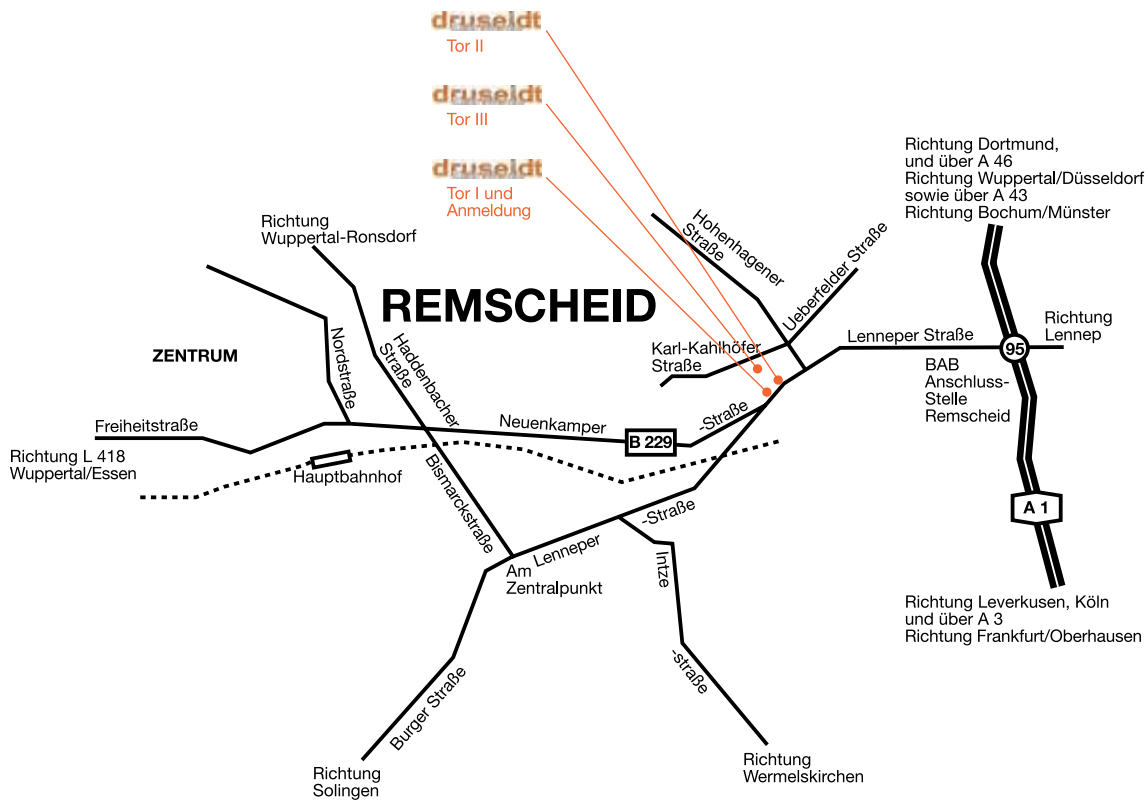 druseidt
Tor II
druseidt
Tor III
druseidt
Tor I und
Anmeldung
Richtung Dortmund,
und über A 46
Richtung Wuppertal/Düsseldorf
sowie über A 43
Richtung Bochum/Münster
Richtung
Wuppertal-Ronsdorf
Hohenhagener
Straße
Ueberfelder Straße
REMSCHEID
ZENTRUM
Nordstraße
Haddenbacher
Straße
Karl-Kahlhöfer
Straße
Lenneper Straße
95
Richtung
Lennep
BAB
Anschluss-
Stelle
Remscheid
Freiheitstraße
Neuenkamper
B 229
-Straße
Richtung L 418
Wuppertal/Essen
Hauptbahnhof
Bismarckstraße
A 1
Lenneper
-Straße
Am
Zentralpunkt
Intze
-straße
Richtung Leverkusen, Köln
und über A 3
Richtung Frankfurt/Oberhausen
Burger Straße
Richtung
Solingen
Richtung
Wermelskirchen